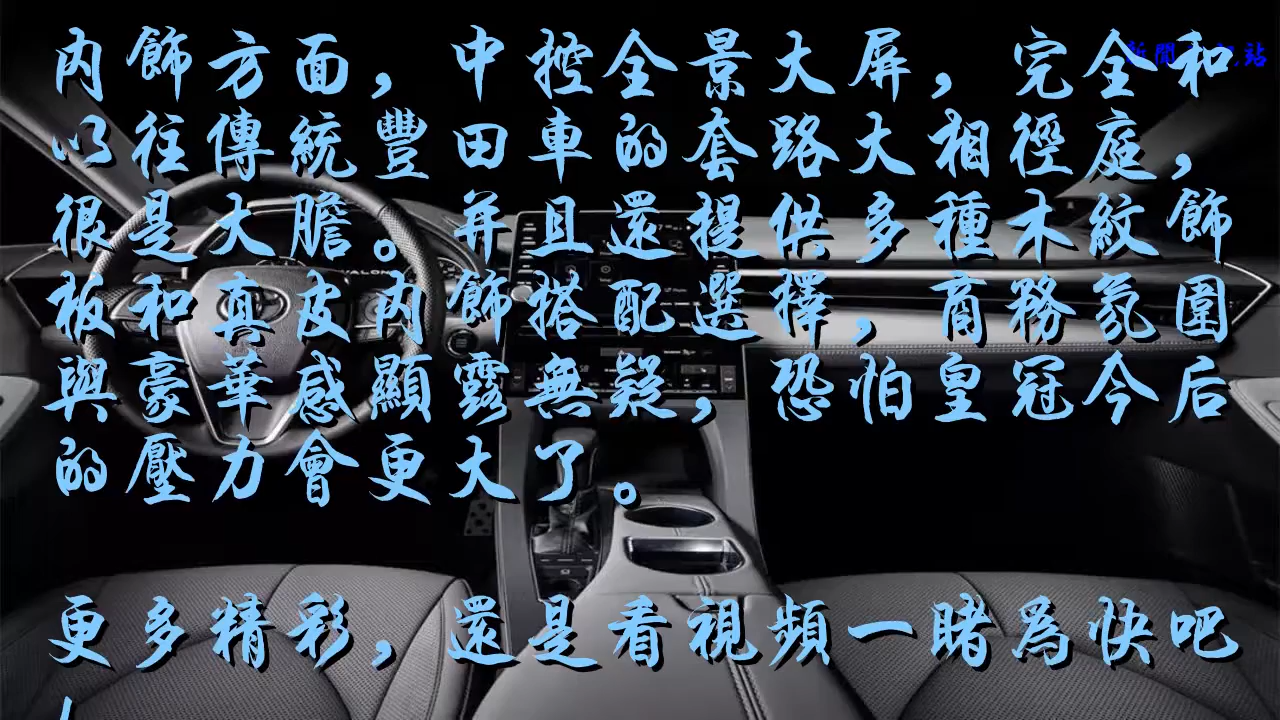 内飾方面，中控全景大屏，完全和
以往傳統豐田車的套路大相徑庭，
很是大膽。并且還提供多種木紋飾
板和真皮内飾搭配選擇，商務氛圍
與豪華感顯露無疑，恐怕皇冠今后
的壓力會更大了。
更多精彩，還是看視頻一睹爲快吧
！
AVALON